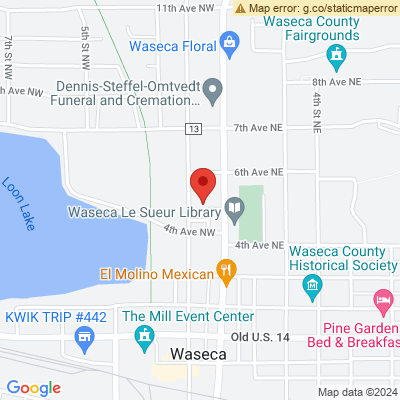 11th Ave NW
Map error: g.co/staticmaperror
Waseca Floral
Waseca County
Fairgrounds
7th St NW
5th St NW
8th Ave NE
4th St NE
7th Ave NW
Dennis-Steffel-Omtvedt
Funeral and Cremation...
13
7th Ave NE
6th Ave NE
Loon Lake
Waseca Le Sueur Library
4th Ave NW
4th Ave NE
Waseca County
Historical Society
El Molino Mexican
KWIK TRIP #442
The Mill Event Center
Old U.S. 14
Pine Garden
Bed & Breakfas
Waseca
Google
Map data ©2024